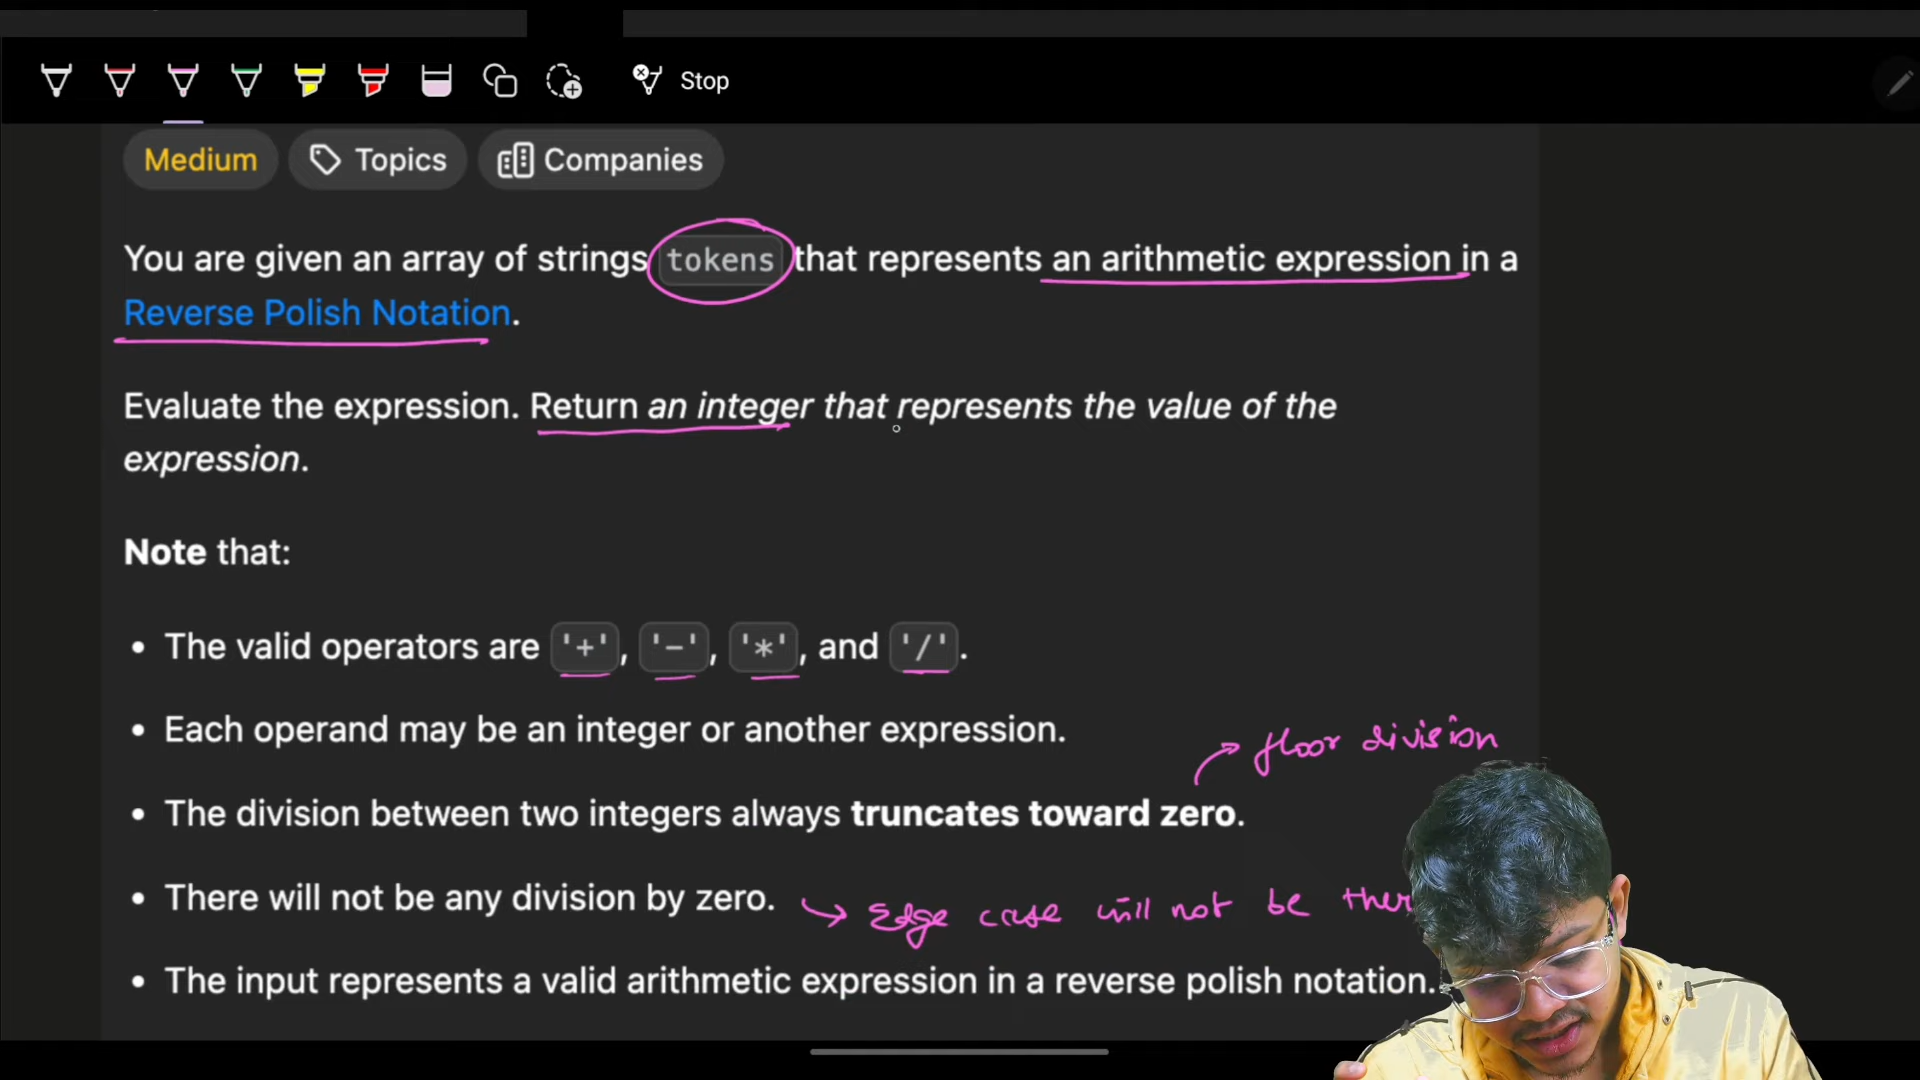 Stop
Medium Topics Companies
You are given an array of strings tokens that represents an arithmetic expression in a
Reverse Polish Notation.
Evaluate the expression. Return an integer that represents the value of the
expression.
Note that:
• The valid operators are '+', '-', '*', and '/'.
• Each operand may be an integer or another expression.
floor division
• The division between two integers always truncates toward zero.
• There will not be any division by zero. Edge case will not be ther
• The input represents a valid arithmetic expression in a reverse polish notation.